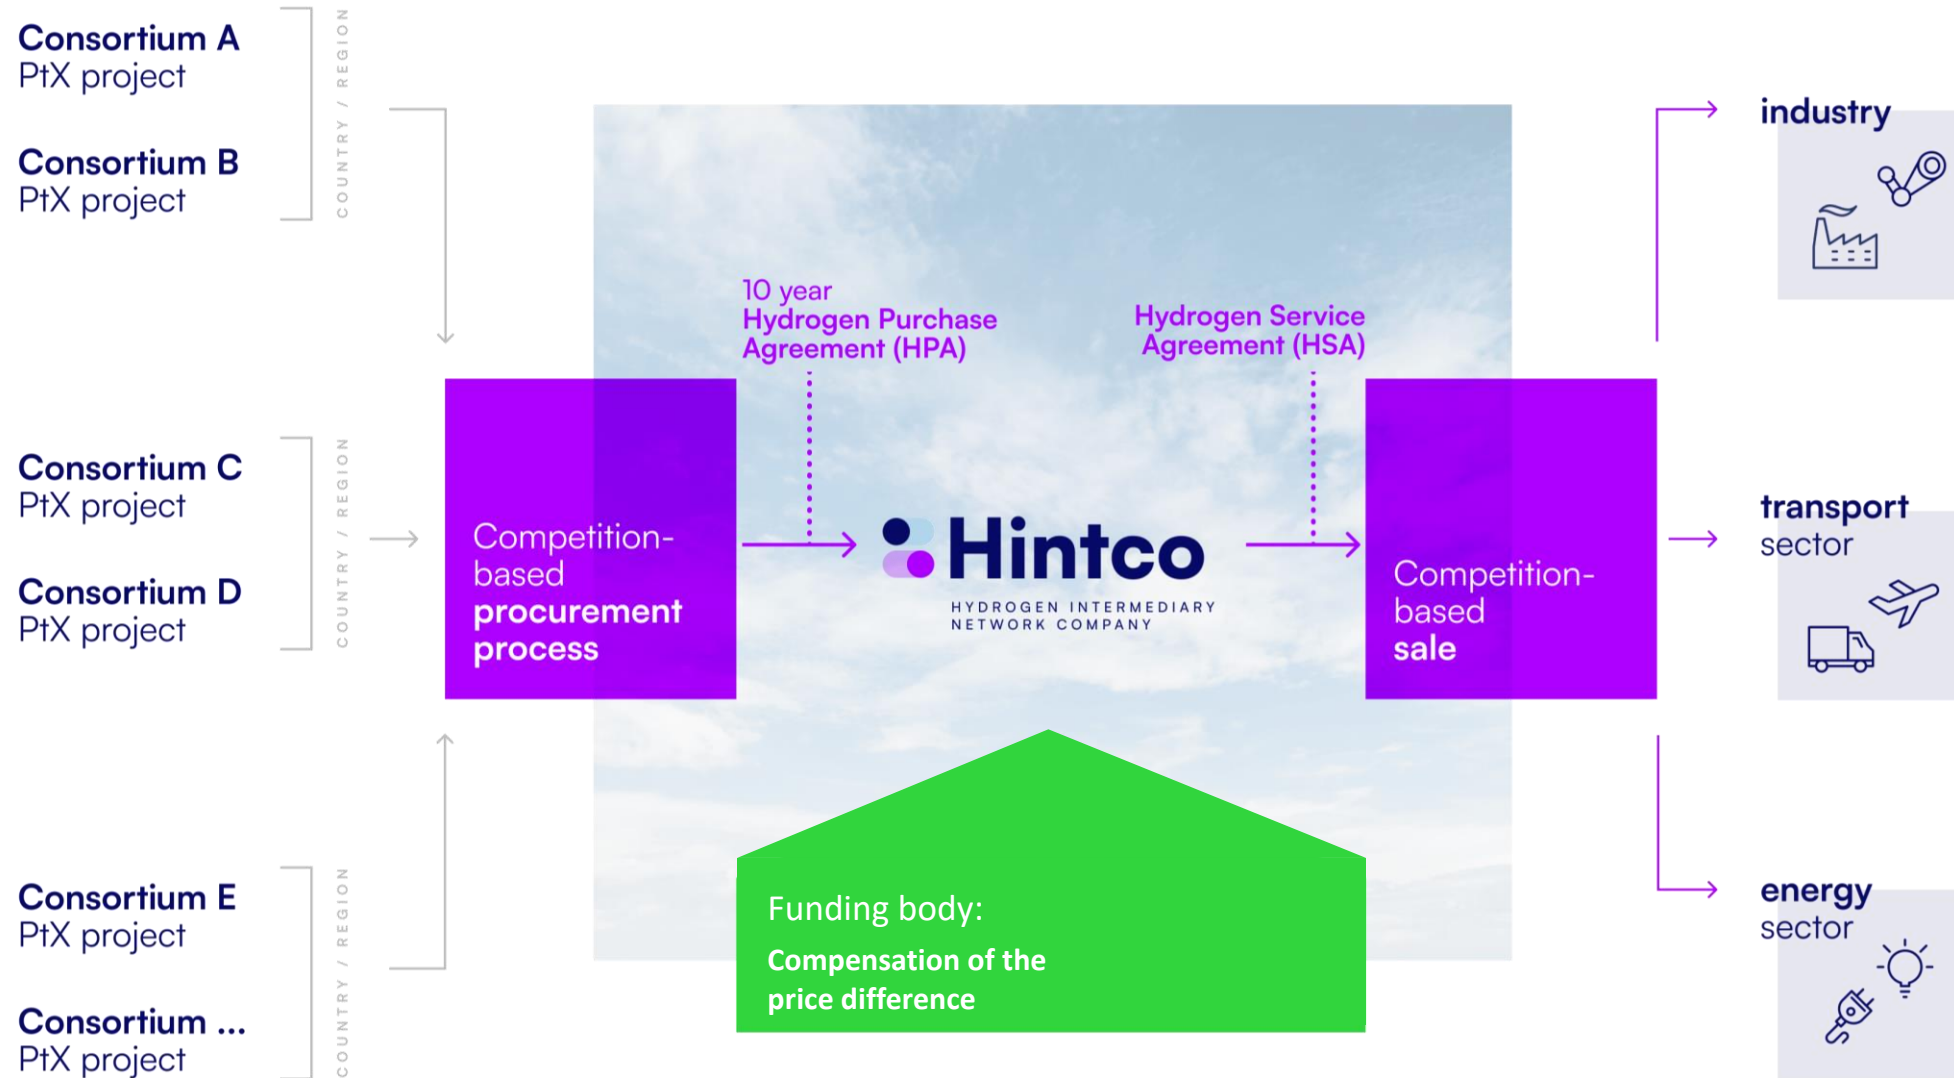 Consortium A
PtX project
COUNTRY / REGION
Consortium B
PtX project
Consortium C
PtX project
COUNTRY / REGION
Consortium D
PtX project
Consortium E
PtX project
COUNTRY / REGION
Consortium ...
PtX project
Competition-
based
procurement
process
10 year
Hydrogen Purchase
Agreement (HPA)
Hintco
HYDROGEN INTERMEDIARY
NETWORK COMPANY
Hydrogen Service
Agreement (HSA)
Competition-
based
sale
Funding body:
Compensation of the
price difference
industry
transport
sector
energy
sector